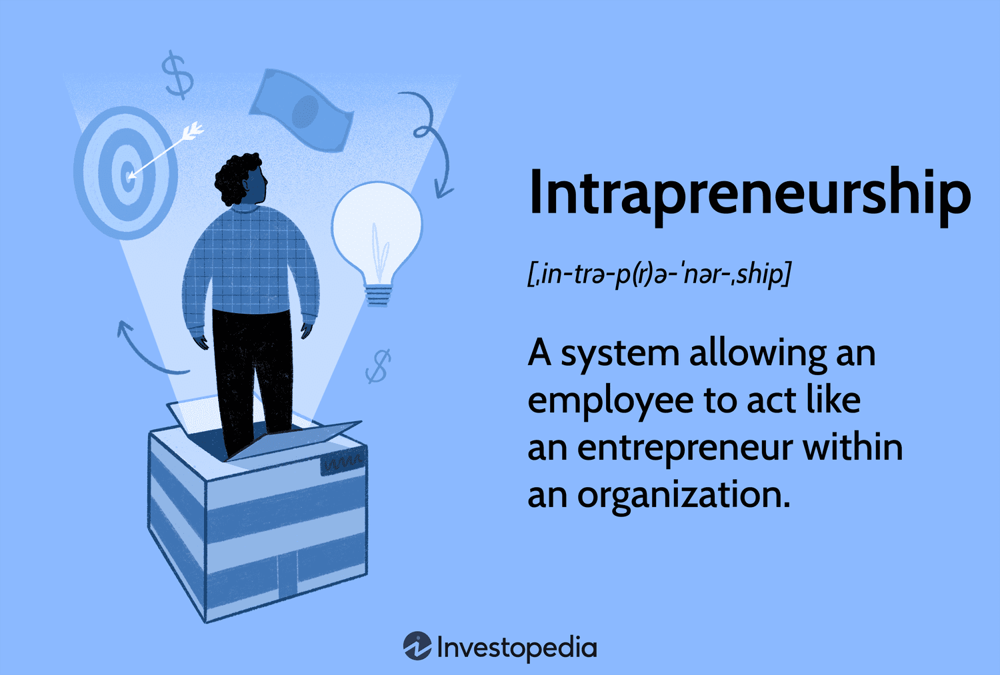 Intrapreneurship
[ˌin-trə-p(r)ə-ˈnər-ˌship]
A system allowing an
employee to act like
an entrepreneur within
an organization.
Investopedia